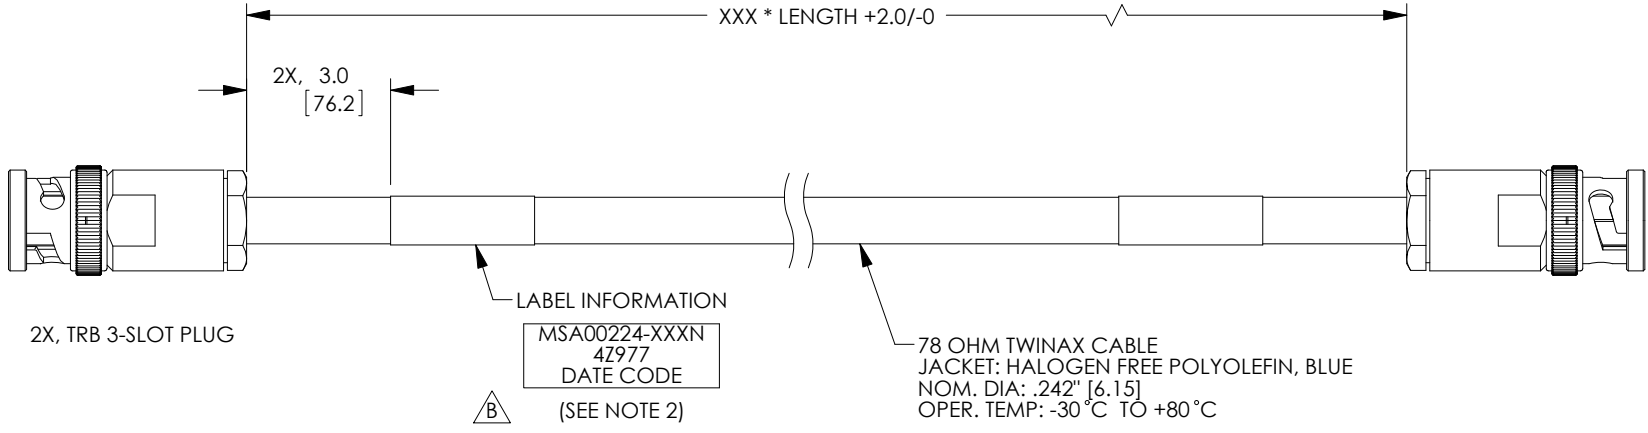 XXX * LENGTH +2.0/-0
2X, 3.0
[76.2]
LABEL INFORMATION
2X, TRB 3-SLOT PLUG
MSA00224-XXXN
4Z977
DATE CODE
B
(SEE NOTE 2)
78 OHM TWINAX CABLE
JACKET: HALOGEN FREE POLYOLEFIN, BLUE
NOM. DIA: .242" [6.15]
OPER. TEMP: -30°C TO +80°C